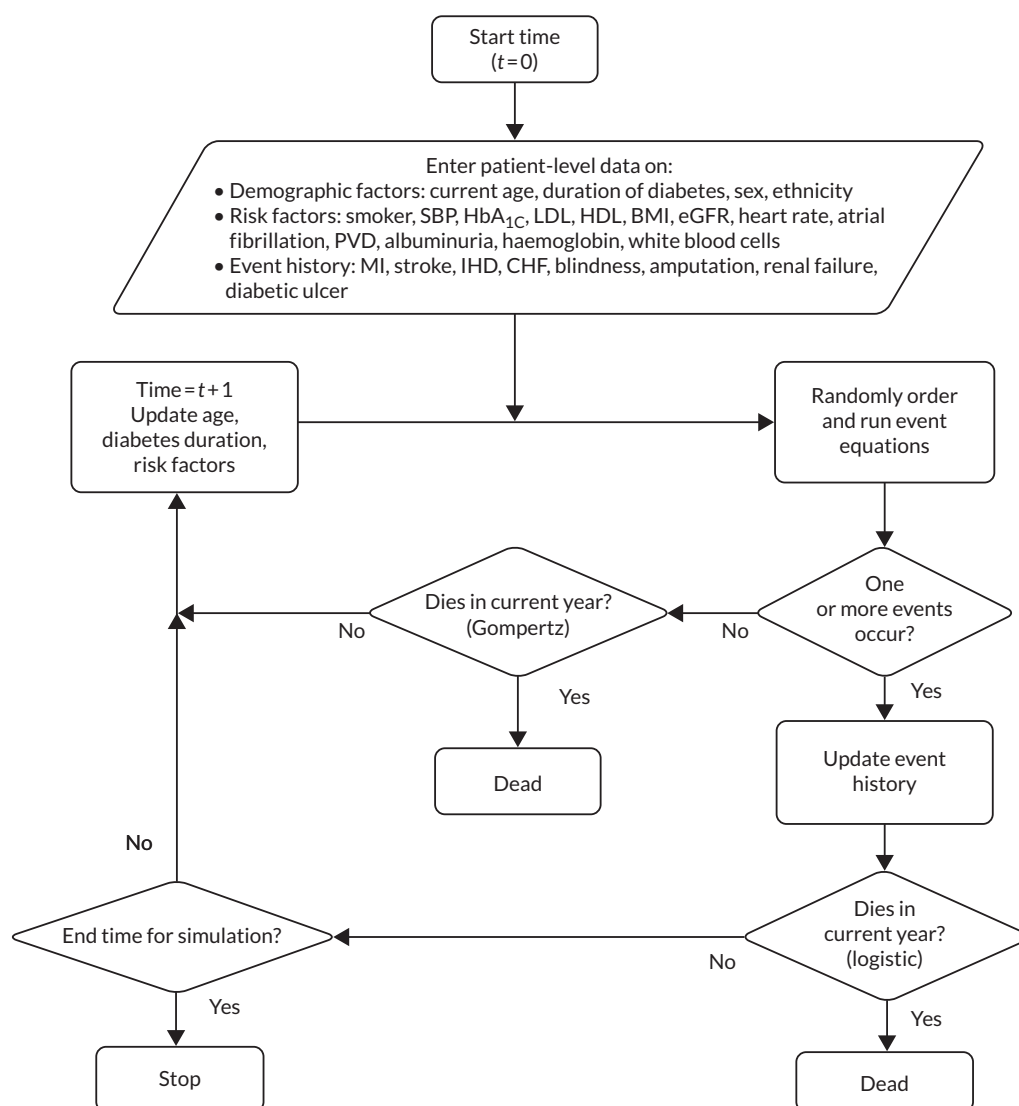 Start time
(t=0)
Enter patient-level data on:
• Demographic factors: current age, duration of diabetes, sex, ethnicity
• Risk factors: smoker, SBP, HbA1C, LDL, HDL, BMI, eGFR, heart rate, atrial
fibrillation, PVD, albuminuria, haemoglobin, white blood cells
• Event history: MI, stroke, IHD, CHF, blindness, amputation, renal failure,
diabetic ulcer
Time=t+1
Update age,
diabetes duration,
risk factors
Randomly order
and run event
equations
One
or more events
occur?
No
Yes
Dies in current year?
(Gompertz)
No
Yes
Dead
Update event
history
Dies in
current year?
(logistic)
No
Yes
Dead
End time for simulation?
No
Yes
Stop